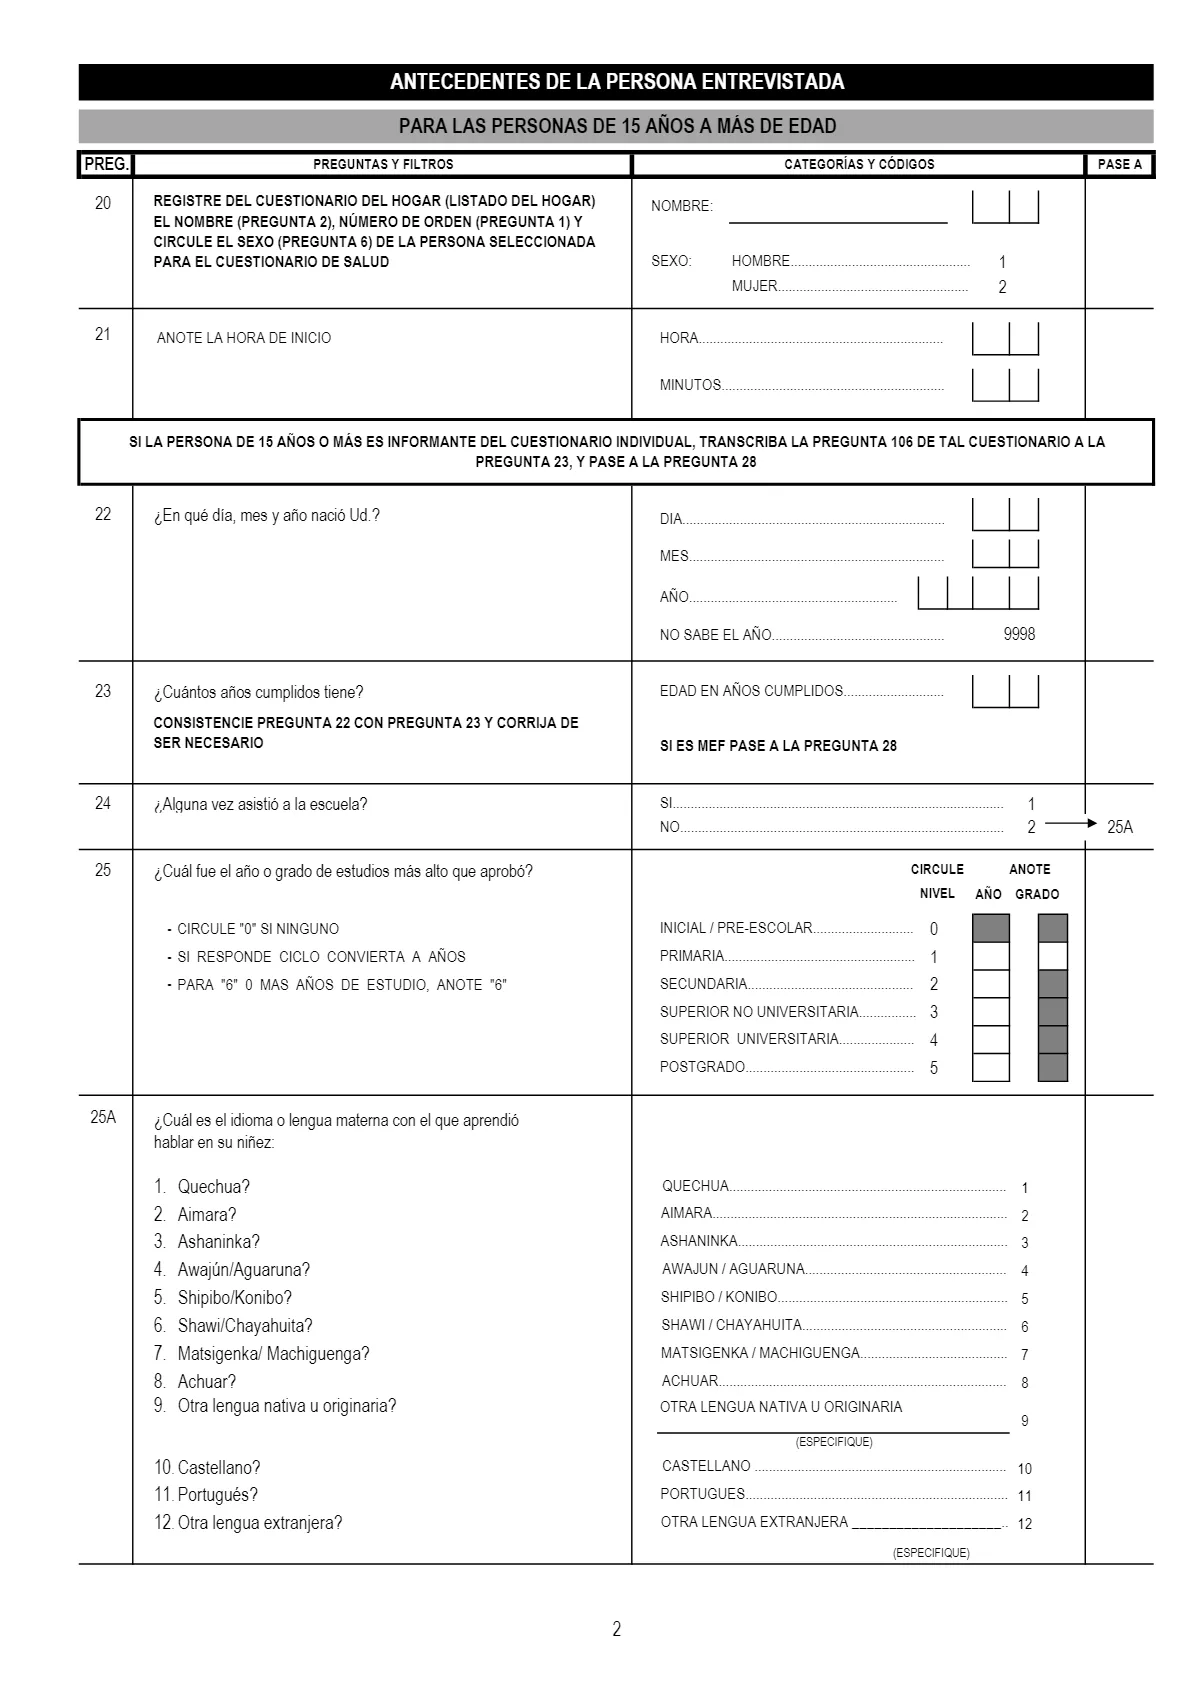 ANTECEDENTES DE LA PERSONA ENTREVISTADA
PARA LAS PERSONAS DE 15 AÑOS A MÁS DE EDAD
PREG. PREGUNTAS Y FILTROS CATEGORÍAS Y CÓDIGOS PASE A
20 REGISTRE DEL CUESTIONARIO DEL HOGAR (LISTADO DEL HOGAR)
EL NOMBRE (PREGUNTA 2), NÚMERO DE ORDEN (PREGUNTA 1) Y
CIRCULE EL SEXO (PREGUNTA 6) DE LA PERSONA SELECCIONADA
PARA EL CUESTIONARIO DE SALUD
NOMBRE:
SEXO: HOMBRE.................................................. 1
MUJER..................................................... 2
21 ANOTE LA HORA DE INICIO
HORA....................................................................
MINUTOS..............................................................
SI LA PERSONA DE 15 AÑOS O MÁS ES INFORMANTE DEL CUESTIONARIO INDIVIDUAL, TRANSCRIBA LA PREGUNTA 106 DE TAL CUESTIONARIO A LA
PREGUNTA 23, Y PASE A LA PREGUNTA 28
22 ¿En qué día, mes y año nació Ud.?
DIA.........................................................................
MES.......................................................................
AÑO..........................................................
NO SABE EL AÑO................................................ 9998
23 ¿Cuántos años cumplidos tiene?
CONSISTENCIE PREGUNTA 22 CON PREGUNTA 23 Y CORRIJA DE
SER NECESARIO
EDAD EN AÑOS CUMPLIDOS............................
SI ES MEF PASE A LA PREGUNTA 28
24 ¿Alguna vez asistió a la escuela?
SI............................................................................................ 1
NO.......................................................................................... 2 25A
25 ¿Cuál fue el año o grado de estudios más alto que aprobó?
- CIRCULE "0" SI NINGUNO
- SI RESPONDE CICLO CONVIERTA A AÑOS
- PARA "6" 0 MAS AÑOS DE ESTUDIO, ANOTE "6"
CIRCULE ANOTE
NIVEL AÑO GRADO
INICIAL / PRE-ESCOLAR............................ 0
PRIMARIA..................................................... 1
SECUNDARIA.............................................. 2
SUPERIOR NO UNIVERSITARIA................ 3
SUPERIOR UNIVERSITARIA..................... 4
POSTGRADO............................................... 5
25A ¿Cuál es el idioma o lengua materna con el que aprendió
hablar en su niñez:
1. Quechua?
2. Aimara?
3. Ashaninka?
4. Awajún/Aguaruna?
5. Shipibo/Konibo?
6. Shawi/Chayahuita?
7. Matsigenka/ Machiguenga?
8. Achuar?
9. Otra lengua nativa u originaria?
10. Castellano?
11. Portugués?
12. Otra lengua extranjera?
QUECHUA............................................................................. 1
AIMARA.................................................................................. 2
ASHANINKA........................................................................... 3
AWAJUN / AGUARUNA........................................................ 4
SHIPIBO / KONIBO................................................................ 5
SHAWI / CHAYAHUITA......................................................... 6
MATSIGENKA / MACHIGUENGA......................................... 7
ACHUAR................................................................................ 8
OTRA LENGUA NATIVA U ORIGINARIA
9
(ESPECIFIQUE)
CASTELLANO ...................................................................... 10
PORTUGUES......................................................................... 11
OTRA LENGUA EXTRANJERA ____________________.. 12
(ESPECIFIQUE)
2